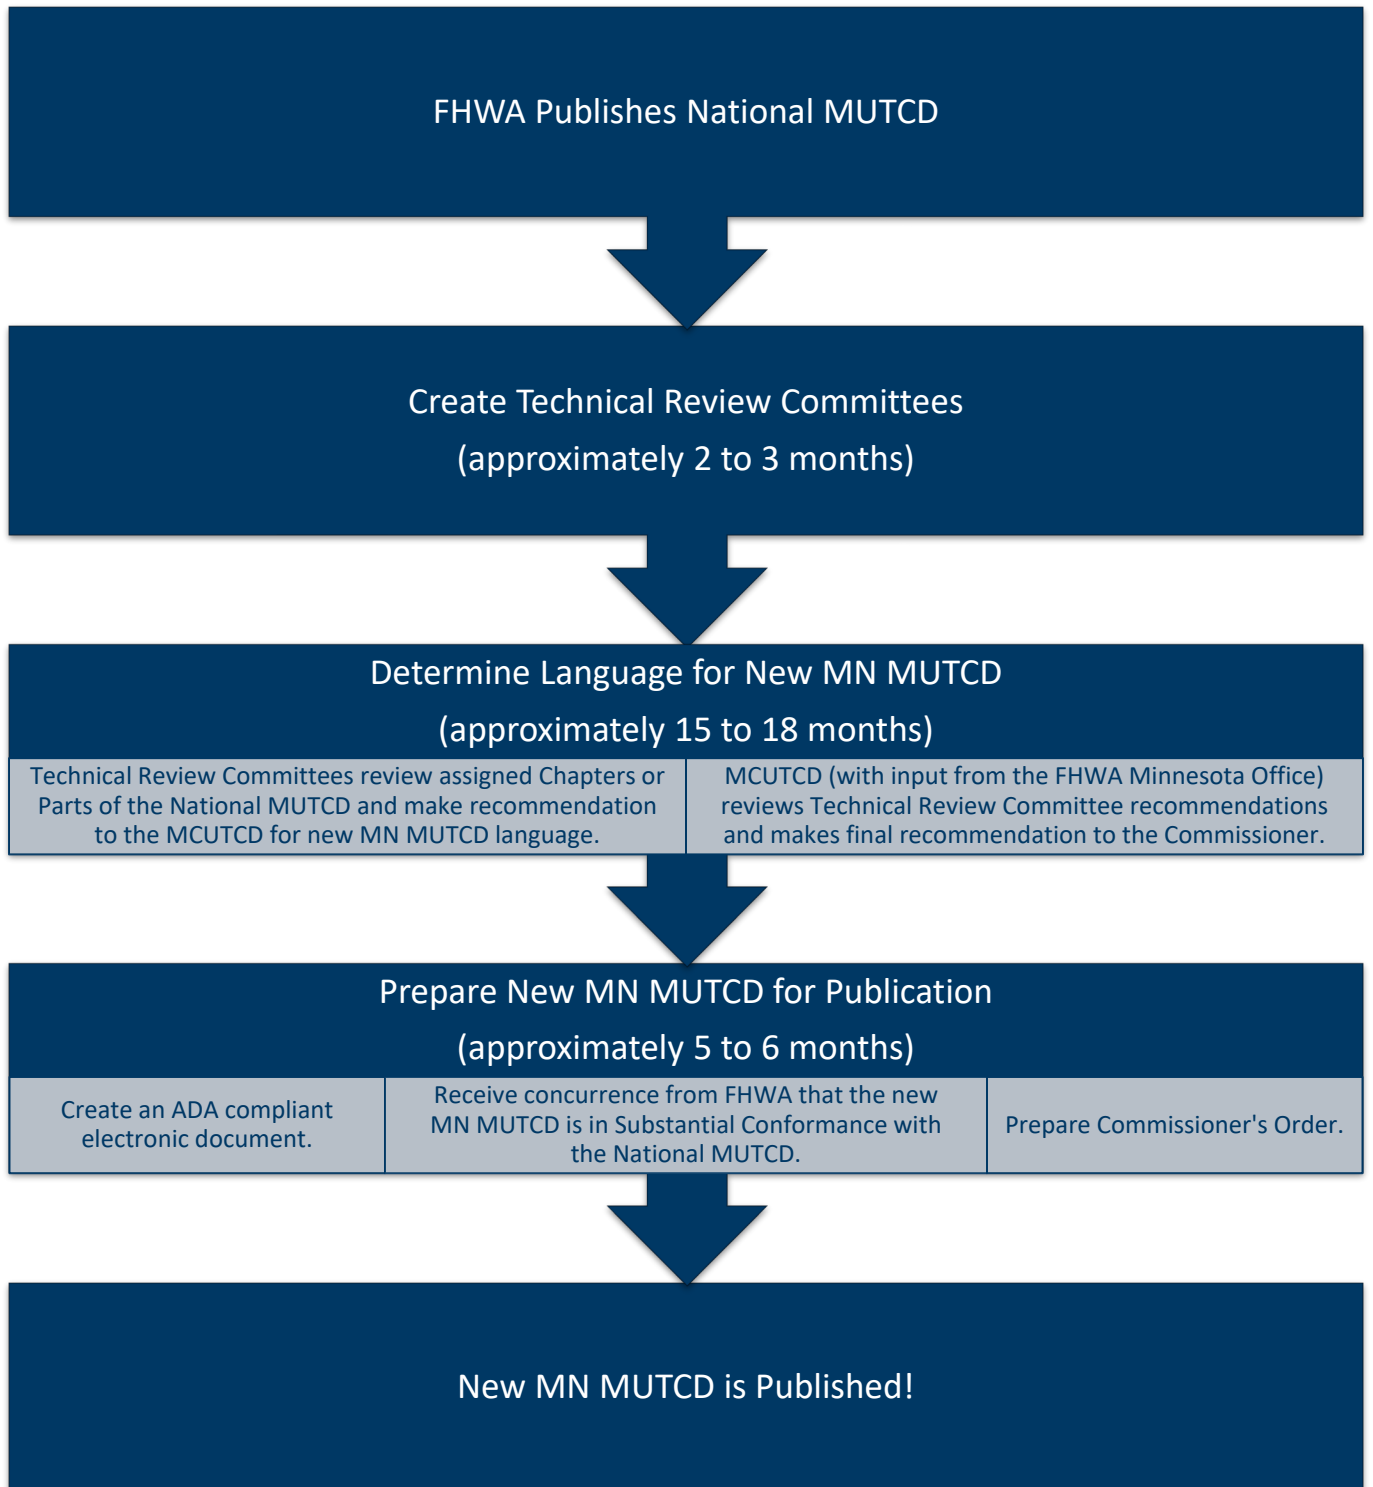 FHWA Publishes National MUTCD
Create Technical Review Committees
(approximately 2 to 3 months)
Determine Language for New MN MUTCD
(approximately 15 to 18 months)
Technical Review Committees review assigned Chapters or
Parts of the National MUTCD and make recommendation
to the MCUTCD for new MN MUTCD language.
MCUTCD (with input from the FHWA Minnesota Office)
reviews Technical Review Committee recommendations
and makes final recommendation to the Commissioner.
Prepare New MN MUTCD for Publication
(approximately 5 to 6 months)
Create an ADA compliant
electronic document.
Receive concurrence from FHWA that the new
MN MUTCD is in Substantial Conformance with
the National MUTCD.
Prepare Commissioner's Order.
New MN MUTCD is Published!